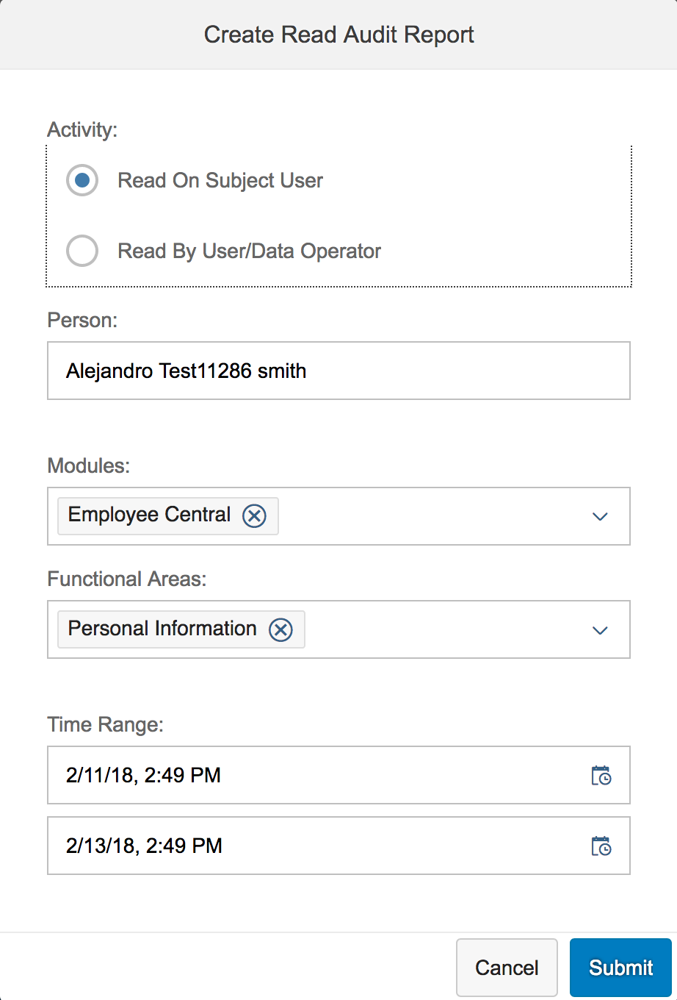 Create Read Audit Report
Activity:
Read On Subject User
Read By User/Data Operator
Person:
Alejandro Test11286 smith
Modules:
Employee Central
Functional Areas:
Personal Information
Time Range:
2/11/18, 2:49 PM
2/13/18, 2:49 PM
Cancel Submit